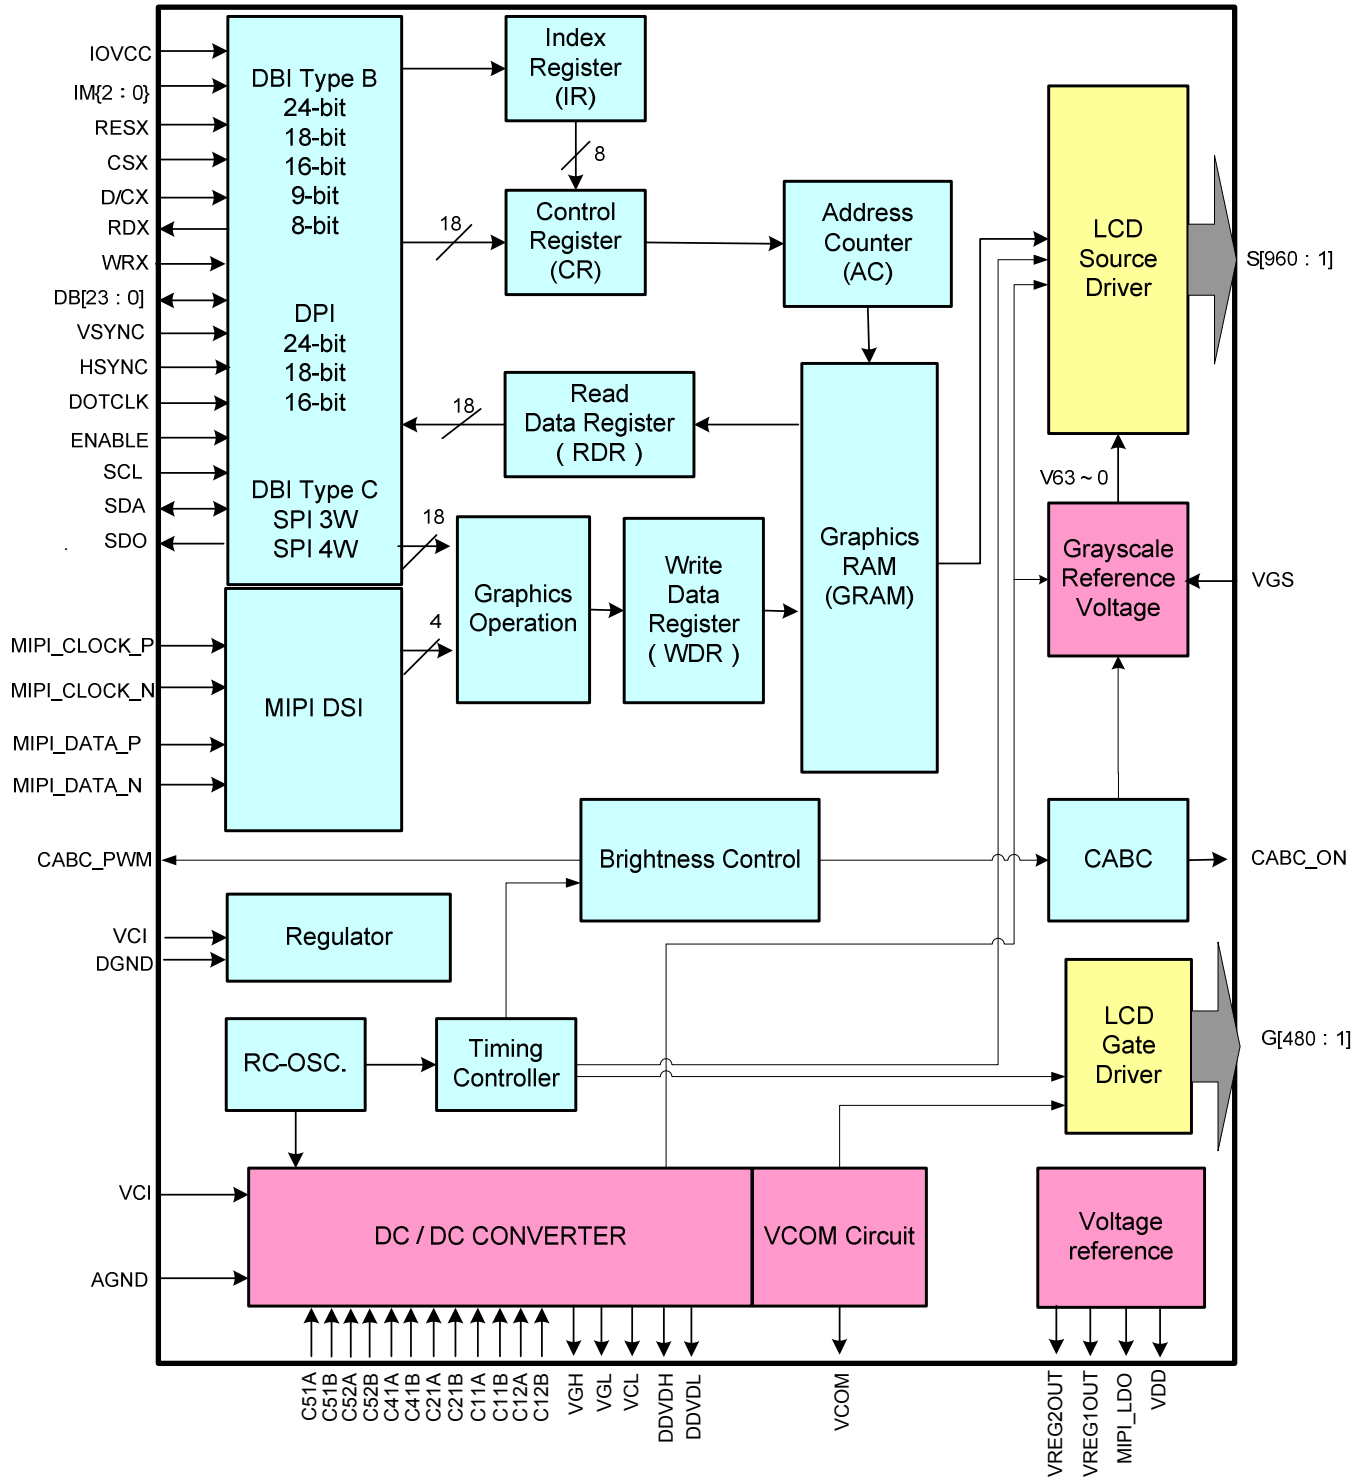 IOVCC
IM{2 : 0}
RESX
CSX
D/CX
RDX
WRX
DB[23 : 0]
VSYNC
HSYNC
DOTCLK
ENABLE
SCL
SDA
SDO
MIPI_CLOCK_P
MIPI_CLOCK_N
MIPI_DATA_P
MIPI_DATA_N
CABC_PWM
VCI
DGND
VCI
AGND
DBI Type B
24-bit
18-bit
16-bit
9-bit
8-bit
DPI
24-bit
18-bit
16-bit
DBI Type C
SPI 3W
SPI 4W
MIPI DSI
Index
Register
(IR)
8
18
Control
Register
(CR)
Address
Counter
(AC)
18
Read
Data Register
( RDR )
18
4
Graphics
Operation
Write
Data
Register
( WDR )
Graphics
RAM
(GRAM)
LCD
Source
Driver
S[960 : 1]
V63 ~ 0
Grayscale
Reference
Voltage
VGS
Brightness Control
CABC
CABC_ON
Regulator
RC-OSC.
Timing
Controller
LCD
Gate
Driver
G[480 : 1]
DC / DC CONVERTER
VCOM Circuit
Voltage
reference
C51A
C51B
C52A
C52B
C41A
C41B
C21A
C21B
C11A
C11B
C12A
C12B
VGH
VGL
VCL
DDVDH
DDVDL
VCOM
VREG2OUT
VREG1OUT
MIPI_LDO
VDD